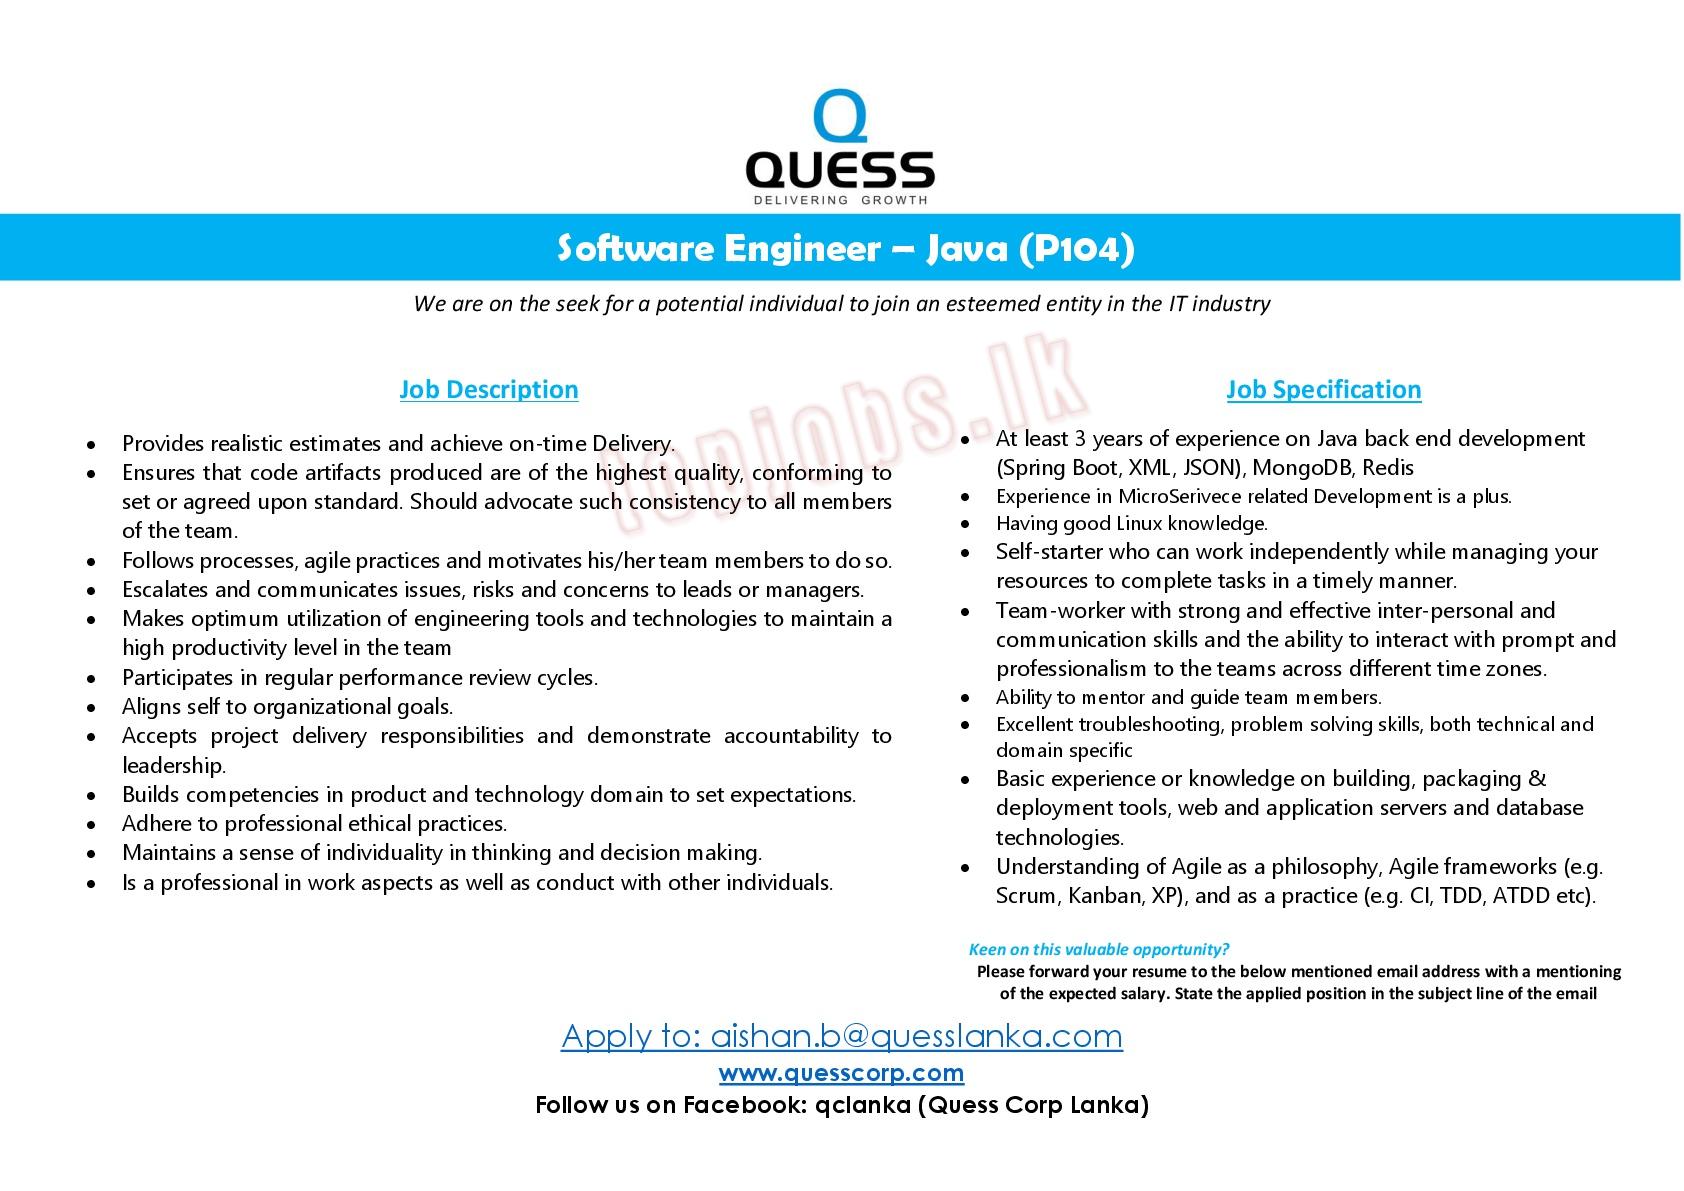 Q
QUESS
DELIVERING GROWTH
Software Engineer – Java (P104)
We are on the seek for a potential individual to join an esteemed entity in the IT industry
topjobs.lk
Job Description
• Provides realistic estimates and achieve on-time Delivery.
• Ensures that code artifacts produced are of the highest quality, conforming to
set or agreed upon standard. Should advocate such consistency to all members
of the team.
• Follows processes, agile practices and motivates his/her team members to do so.
• Escalates and communicates issues, risks and concerns to leads or managers.
• Makes optimum utilization of engineering tools and technologies to maintain a
high productivity level in the team
• Participates in regular performance review cycles.
• Aligns self to organizational goals.
• Accepts project delivery responsibilities and demonstrate accountability to
leadership.
• Builds competencies in product and technology domain to set expectations.
• Adhere to professional ethical practices.
• Maintains a sense of individuality in thinking and decision making.
• Is a professional in work aspects as well as conduct with other individuals.
Job Specification
• At least 3 years of experience on Java back end development
(Spring Boot, XML, JSON), MongoDB, Redis
• Experience in MicroSerivece related Development is a plus.
• Having good Linux knowledge.
• Self-starter who can work independently while managing your
resources to complete tasks in a timely manner.
• Team-worker with strong and effective inter-personal and
communication skills and the ability to interact with prompt and
professionalism to the teams across different time zones.
• Ability to mentor and guide team members.
• Excellent troubleshooting, problem solving skills, both technical and
domain specific
• Basic experience or knowledge on building, packaging &
deployment tools, web and application servers and database
technologies.
• Understanding of Agile as a philosophy, Agile frameworks (e.g.
Scrum, Kanban, XP), and as a practice (e.g. CI, TDD, ATDD etc).
Keen on this valuable opportunity?
Please forward your resume to the below mentioned email address with a mentioning
of the expected salary. State the applied position in the subject line of the email
Apply to: aishan.b@quesslanka.com
www.quesscorp.com
Follow us on Facebook: qclanka (Quess Corp Lanka)